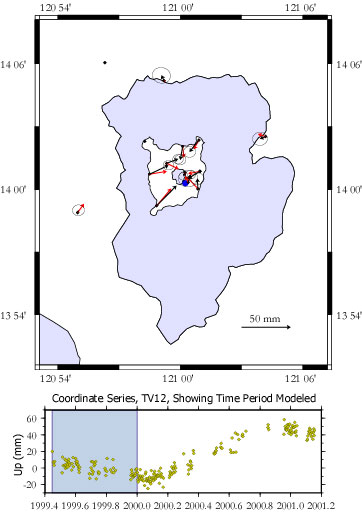 120 54' 121 00' 121 06'
14 06' 14 06'
14 00' 14 00'
13 54' 13 54'
50 mm
120 54' 121 00' 121 06'
Coordinate Series, TV12, Showing Time Period Modeled
60
40
20
0
-20
up (mm)
1999.4 1999.6 1999.8 2000.0 2000.2 2000.4 2000.6 2000.8 2001.0 2001.2